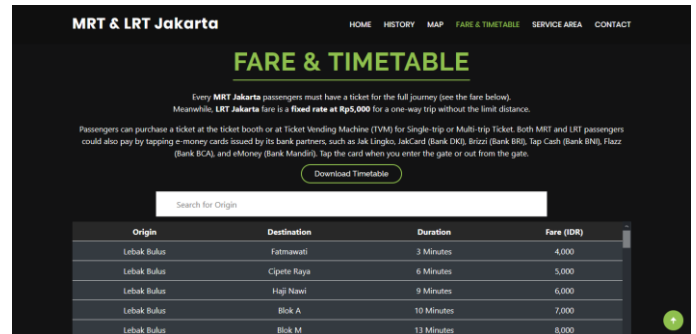 MRT & LRT Jakarta
HOME HISTORY MAP FARE & TIMETABLE SERVICE AREA CONTACT
FARE & TIMETABLE
Every MRT Jakarta passengers must have a ticket for the full journey (see the fare below).
Meanwhile, LRT Jakarta fare is a fixed rate at Rp5,000 for a one-way trip without the limit distance.
Passengers can purchase a ticket at the ticket booth or at Ticket Vending Machine (TVM) for Single-trip or Multi-trip Ticket. Both MRT and LRT passengers
could also pay by tapping e-money cards issued by its bank partners, such as Jak Lingko, JakCard (Bank DKI), Brizzi (Bank BRI), Tap Cash (Bank BNI), Flazz
(Bank BCA), and eMoney (Bank Mandiri). Tap the card when you enter the gate or out from the gate.
Download Timetable
Search for Origin
Origin Destination Duration Fare (IDR)
Lebak Bulus Fatmawati 3 Minutes 4,000
Lebak Bulus Cipete Raya 6 Minutes 5,000
Lebak Bulus Haji Nawi 9 Minutes 6,000
Lebak Bulus Blok A 10 Minutes 7,000
Lebak Bulus Blok M 13 Minutes 8,000